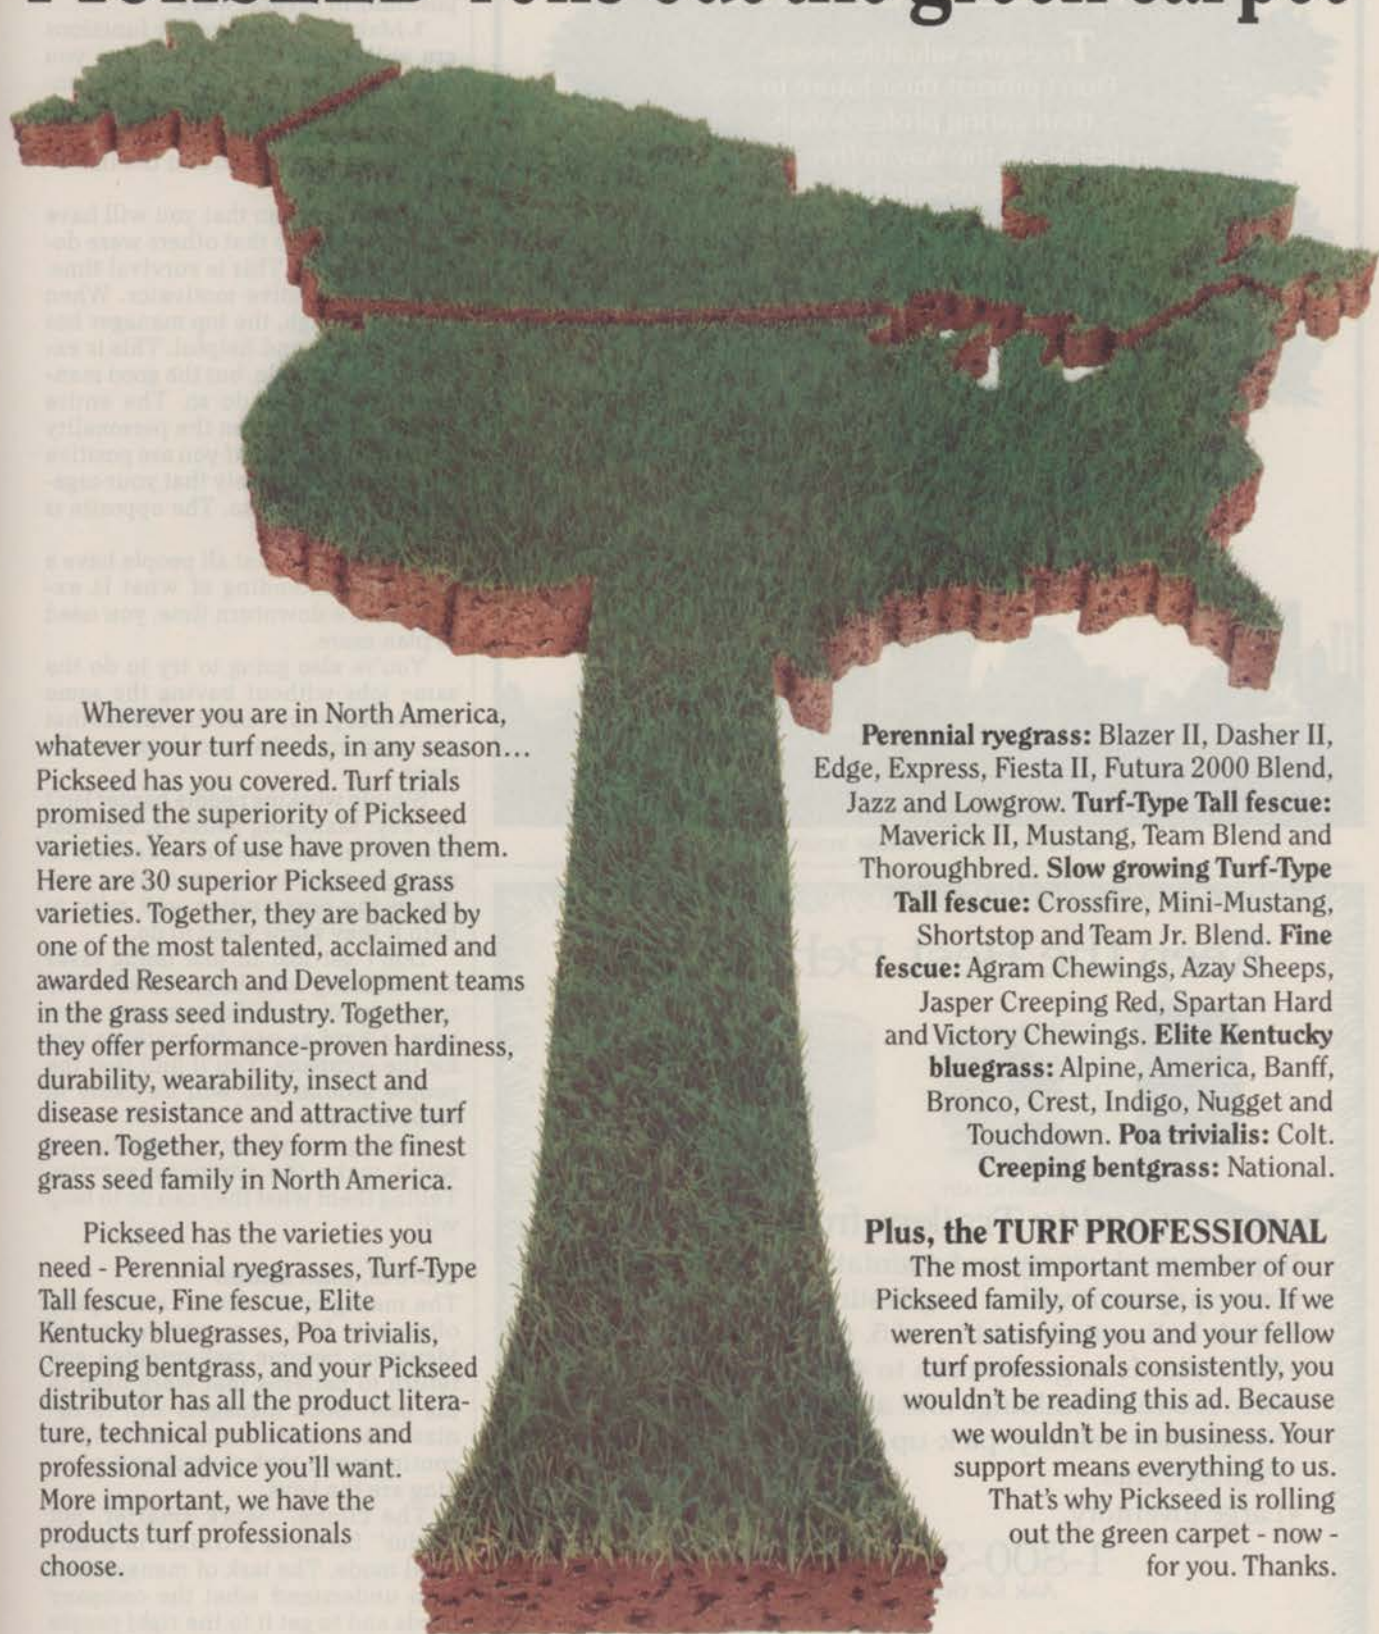 PICKSEED rolls out the green carpet
Wherever you are in North America,
whatever your turf needs, in any season...
Pickseed has you covered. Turf trials
promised the superiority of Pickseed
varieties. Years of use have proven them.
Here are 30 superior Pickseed grass
varieties. Together, they are backed by
one of the most talented, acclaimed and
awarded Research and Development teams
in the grass seed industry. Together,
they offer performance-proven hardiness,
durability, wearability, insect and
disease resistance and attractive turf
green. Together, they form the finest
grass seed family in North America.
Pickseed has the varieties you
need - Perennial ryegrasses, Turf-Type
Tall fescue, Fine fescue, Elite
Kentucky bluegrasses, Poa trivialis,
Creeping bentgrass, and your Pickseed
distributor has all the product litera-
ture, technical publications and
professional advice you'll want.
More important, we have the
products turf professionals
choose.
Perennial ryegrass: Blazer II, Dasher II,
Edge, Express, Fiesta II, Futura 2000 Blend,
Jazz and Lowgrow. Turf-Type Tall fescue:
Maverick II, Mustang, Team Blend and
Thoroughbred. Slow growing Turf-Type
Tall fescue: Crossfire, Mini-Mustang,
Shortstop and Team Jr. Blend. Fine
fescue: Agram Chewings, Azay Sheeps,
Jasper Creeping Red, Spartan Hard
and Victory Chewings. Elite Kentucky
bluegrass: Alpine, America, Banff,
Bronco, Crest, Indigo, Nugget and
Touchdown. Poa trivialis: Colt.
Creeping bentgrass: National.
Plus, the TURF PROFESSIONAL
The most important member of our
Pickseed family, of course, is you. If we
weren't satisfying you and your fellow
turf professionals consistently, you
wouldn't be reading this ad. Because
we wouldn't be in business. Your
support means everything to us.
That's why Pickseed is rolling
out the green carpet - now -
for you. Thanks.